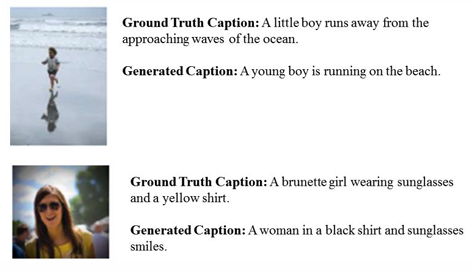 Ground Truth Caption: A little boy runs away from the
approaching waves of the ocean.
Generated Caption: A young boy is running on the beach.
Ground Truth Caption: A brunette girl wearing sunglasses
and a yellow shirt.
Generated Caption: A woman in a black shirt and sunglasses
smiles.